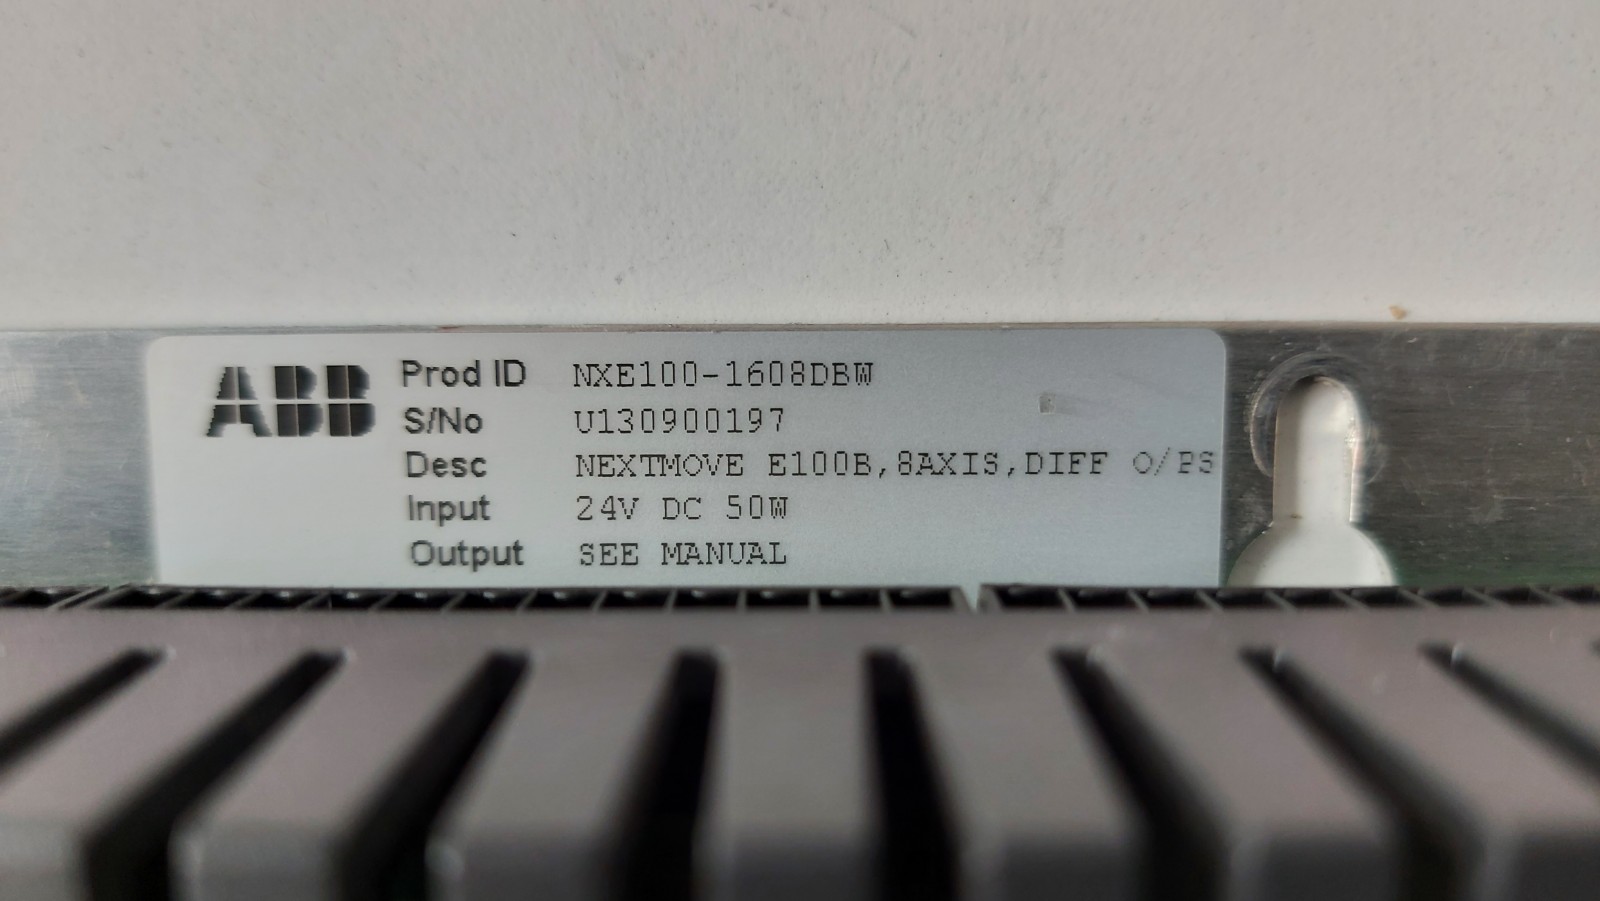 ABB
Prod ID NXE100-1608DBW
S/No U130900197
Desc NEXTMOVE E100B,8AXIS,DIFF O/PS
Input 24V DC 50W
Output SEE MANUAL